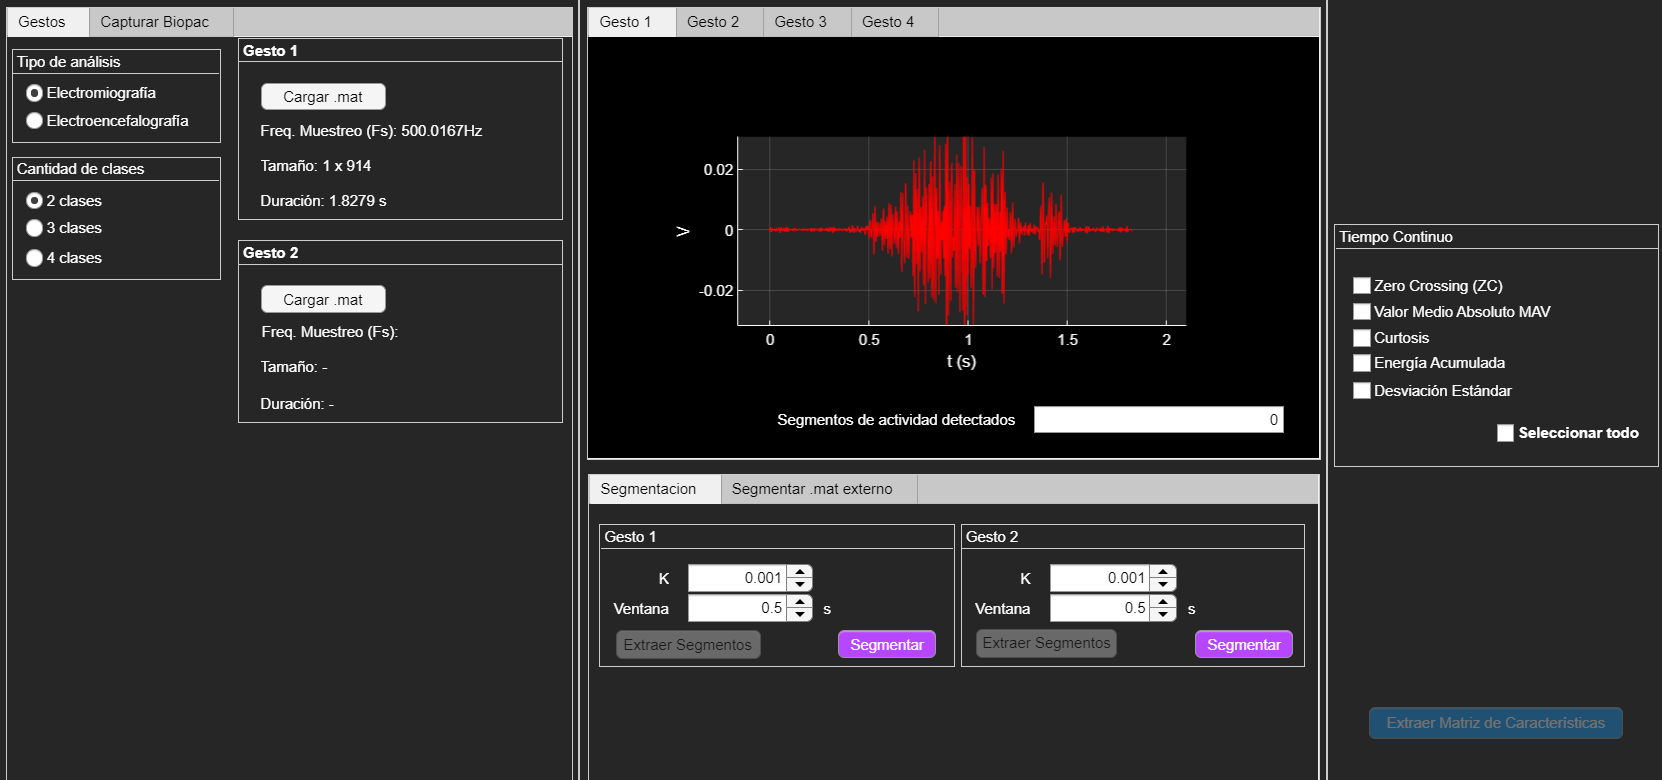 Gestos
Capturar Biopac
Tipo de análisis
Electromiografía
Electroencefalografía
Cantidad de clases
2 clases
3 clases
4 clases
Gesto 1
Cargar .mat
Freq. Muestreo (Fs): 500.0167Hz
Tamaño: 1 x 914
Duración: 1.8279 s
Gesto 2
Cargar .mat
Freq. Muestreo (Fs):
Tamaño: -
Duración: -
Gesto 1
Gesto 2
Gesto 3
Gesto 4
0.02
0
-0.02
V
0
0.5
1
1.5
2
t (s)
Segmentos de actividad detectados
0
Segmentacion
Segmentar .mat externo
Gesto 1
K
0.001
Ventana
0.5
s
Extraer Segmentos
Segmentar
Gesto 2
K
0.001
Ventana
0.5
s
Extraer Segmentos
Segmentar
Tiempo Continuo
Zero Crossing (ZC)
Valor Medio Absoluto MAV
Curtosis
Energía Acumulada
Desviación Estándar
Seleccionar todo
Extraer Matriz de Características